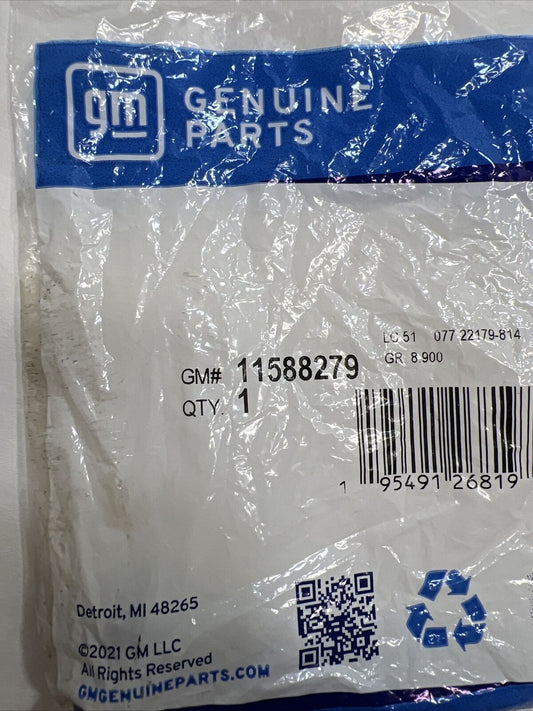 gm GENUINE
PARTS
LC 51 077 22179-814
GR. 8.900
GM# 11588279
QTY 1
1 95491 26819
Detroit, MI 48265
©2021 GM LLC
All Rights Reserved
GMGENUINEPARTS.COM